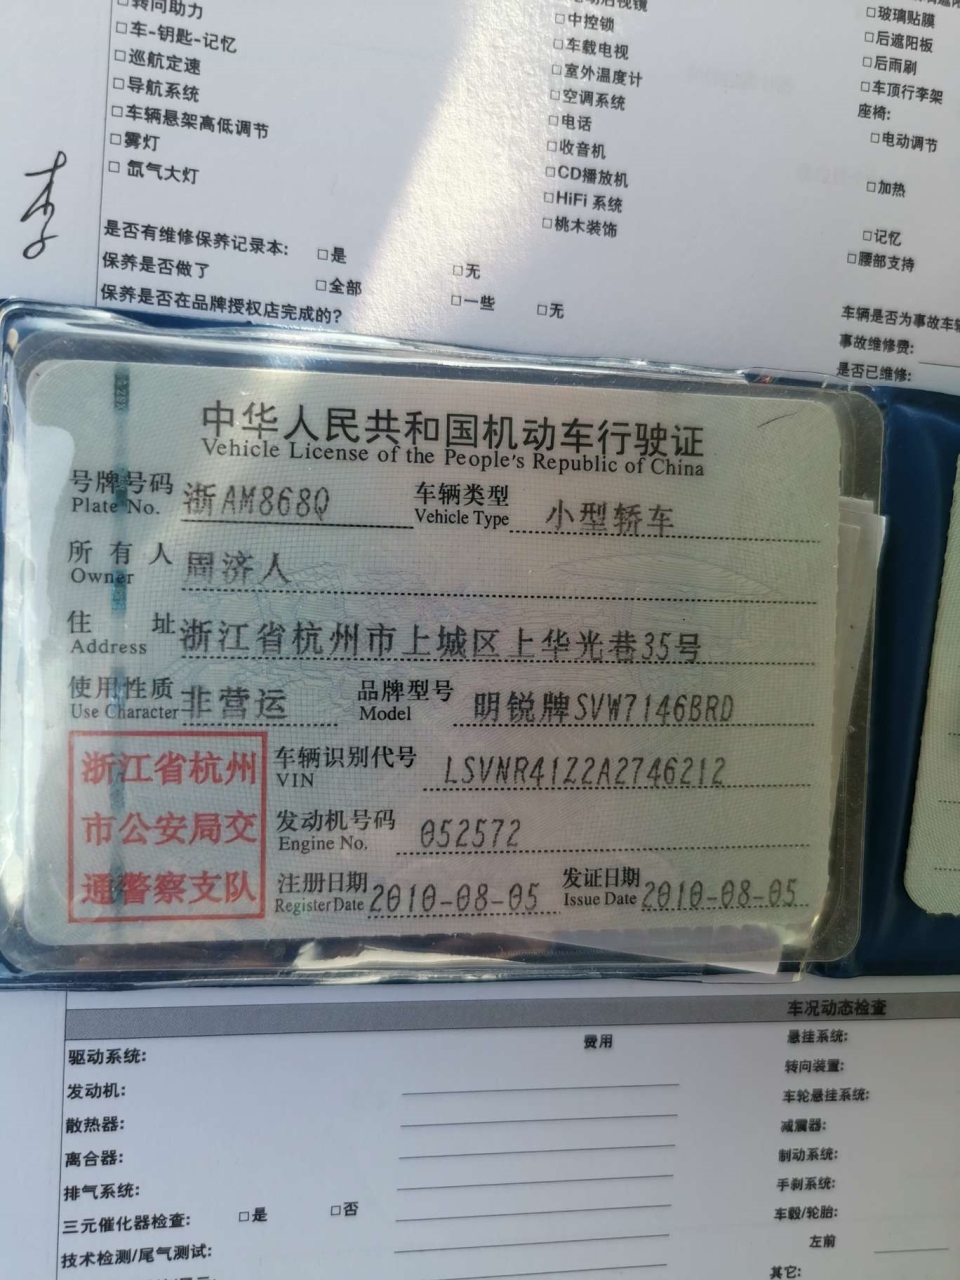 □转向助力
□车-钥匙-记忆
□巡航定速
□导航系统
□车辆悬架高低调节
□雾灯
□氙气大灯
□中控锁
□车载电视
□室外温度计
□空调系统
□电话
□收音机
□CD播放机
□HiFi 系统
□桃木装饰
□玻璃贴膜
□后遮阳板
□后雨刷
□车顶行李架
座椅:
□电动调节
□加热
□记忆
□腰部支持
是否有维修保养记录本: □是 □无
保养是否做了 □全部 □一些 □无
保养是否在品牌授权店完成的?
车辆是否为事故车辆
事故维修费:
是否已维修:
中华人民共和国机动车行驶证
Vehicle License of the People's Republic of China
号牌号码 浙AM868Q 车辆类型 小型轿车
Plate No. Vehicle Type
所有人 周济人
Owner
住址 浙江省杭州市上城区上华光巷35号
Address
使用性质 非营运 品牌型号 明锐牌SVW7146BRD
Use Character Model
浙江省杭州
市公安局交
通警察支队
车辆识别代号 LSVNR41Z2A2746212
VIN
发动机号码 052572
Engine No.
注册日期 2010-08-05 发证日期 2010-08-05
Register Date Issue Date
车况动态检查
费用
驱动系统:
发动机:
散热器:
离合器:
排气系统:
三元催化器检查: □是 □否
技术检测/尾气测试:
悬挂系统:
转向装置:
车轮悬挂系统:
减震器:
制动系统:
手刹系统:
车毂/轮胎:
左前
其它: